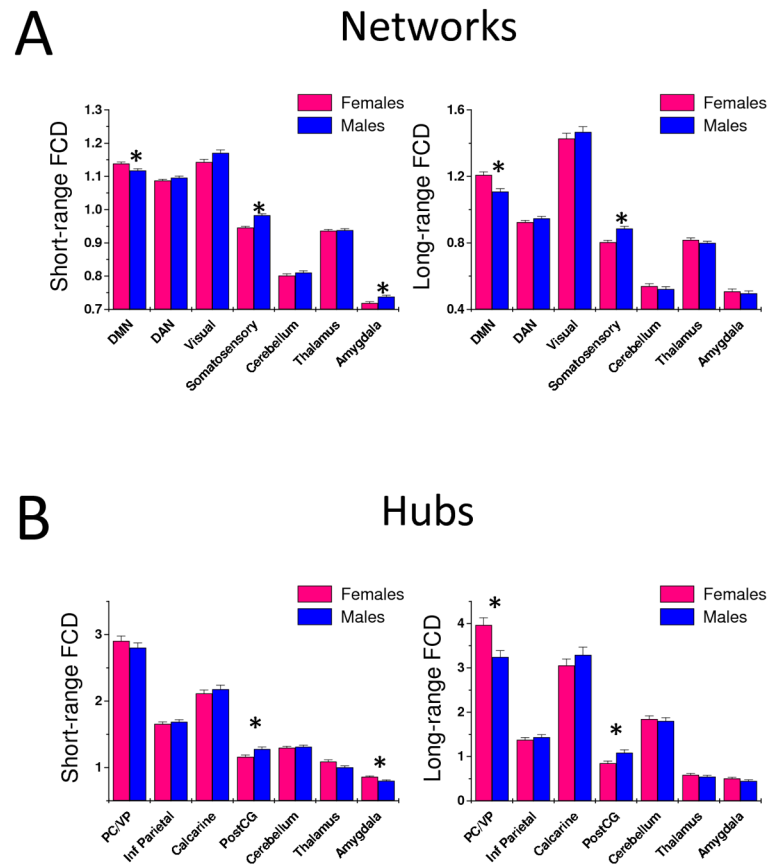 A
Networks
Females
Males
Short-range FCD
1.3
1.2
1.1
1.0
0.9
0.8
0.7
*
*
*
DMN
DAN
Visual
Somatosensory
Cerebellum
Thalamus
Amygdala
Females
Males
Long-range FCD
1.6
1.2
0.8
0.4
*
*
DMN
DAN
Visual
Somatosensory
Cerebellum
Thalamus
Amygdala
B
Hubs
Females
Males
Short-range FCD
3
2
1
*
*
PC/VP
Inf Parietal
Calcarine
PostCG
Cerebellum
Thalamus
Amygdala
Females
Males
Long-range FCD
4
3
2
1
0
*
*
PC/VP
Inf Parietal
Calcarine
PostCG
Cerebellum
Thalamus
Amygdala